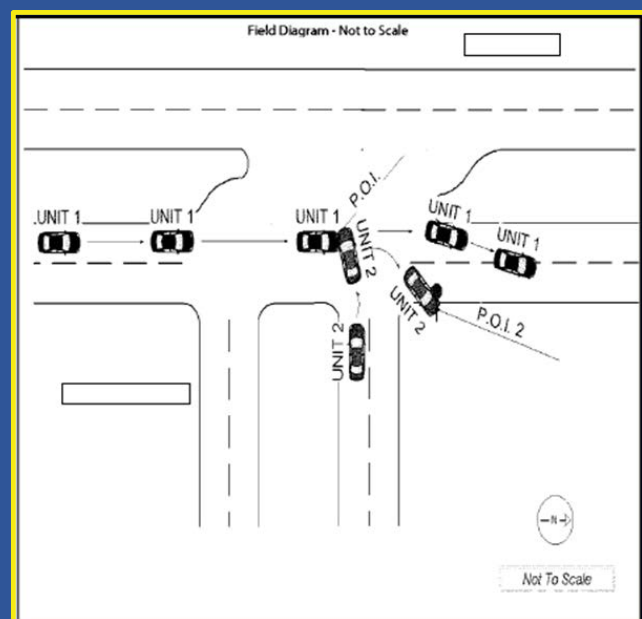 Field Diagram - Not to Scale
P.O.I.
UNIT 1
UNIT 1
UNIT 1
UNIT 1
UNIT 1
UNIT 2
UNIT 2
UNIT 2
P.O.I. 2
N
Not To Scale